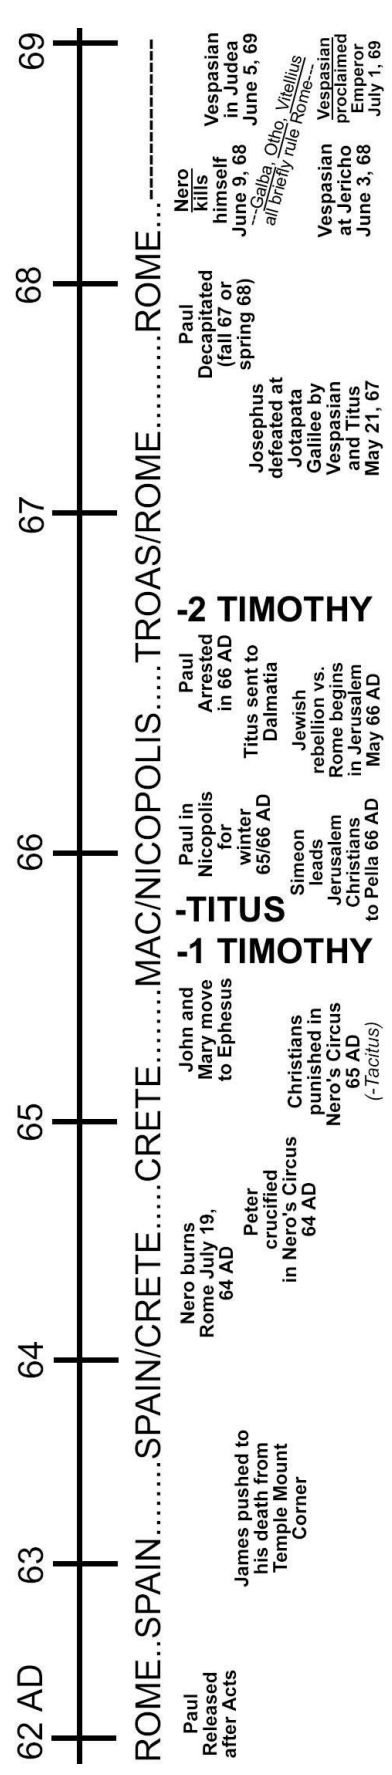 62 AD 63 64 65 66 67 68 69
ROME..SPAIN........SPAIN/CRETE.....CRETE........MAC/NICOPOLIS.....TROAS/ROME..........ROME...--------------
Paul
Released
after Acts
James pushed to
his death from
Temple Mount
Corner
Nero burns
Rome July 19,
64 AD
Peter
crucified
in Nero's Circus
64 AD
John and
Mary move
to Ephesus
Christians
punished in
Nero's Circus
65 AD
(-Tacitus)
-1 TIMOTHY
-TITUS
Paul in
Nicopolis
for
winter
65/66 AD
Simeon
leads
Jerusalem
Christians
to Pella 66 AD
Paul
Arrested
in 66 AD
Titus sent to
Dalmatia
Jewish
rebellion vs.
Rome begins
in Jerusalem
May 66 AD
-2 TIMOTHY
Josephus
defeated at
Jotapata
Galilee by
Vespasian
and Titus
May 21, 67
Paul
Decapitated
(fall 67 or
spring 68)
Nero
kills
himself
June 9, 68
---Galba, Otho, Vitellius
all briefly rule Rome---
Vespasian
at Jericho
June 3, 68
Vespasian
in Judea
June 5, 69
Vespasian
proclaimed
Emperor
July 1, 69